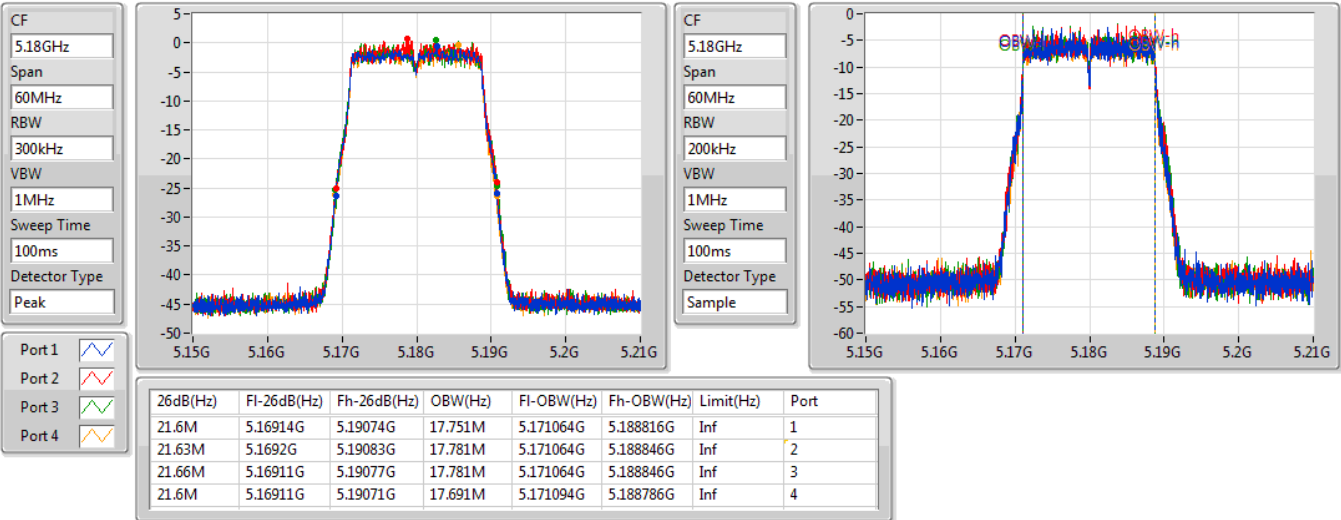 CF
5.18GHz
Span
60MHz
RBW
300kHz
VBW
1MHz
Sweep Time
100ms
Detector Type
Peak
Port 1
Port 2
Port 3
Port 4
5
0
-5
-10
-15
-20
-25
-30
-35
-40
-45
-50
5.15G 5.16G 5.17G 5.18G 5.19G 5.2G 5.21G
CF
5.18GHz
Span
60MHz
RBW
200kHz
VBW
1MHz
Sweep Time
100ms
Detector Type
Sample
0
-5
-10
-15
-20
-25
-30
-35
-40
-45
-50
-55
-60
OBW-h
5.15G 5.16G 5.17G 5.18G 5.19G 5.2G 5.21G
26dB(Hz) Fl-26dB(Hz) Fh-26dB(Hz) OBW(Hz) Fl-OBW(Hz) Fh-OBW(Hz) Limit(Hz) Port
21.6M 5.16914G 5.19074G 17.751M 5.171064G 5.188816G Inf 1
21.63M 5.1692G 5.19083G 17.781M 5.171064G 5.188846G Inf 2
21.66M 5.16911G 5.19077G 17.781M 5.171064G 5.188846G Inf 3
21.6M 5.16911G 5.19071G 17.691M 5.171094G 5.188786G Inf 4